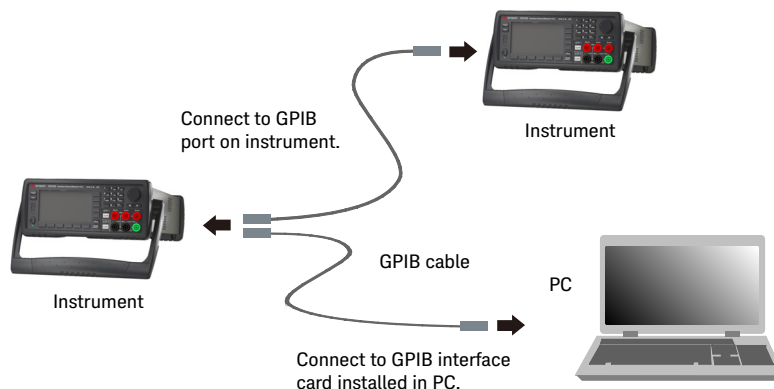 Connect to GPIB
port on instrument.
Instrument
Instrument
GPIB cable
PC
Connect to GPIB interface
card installed in PC.